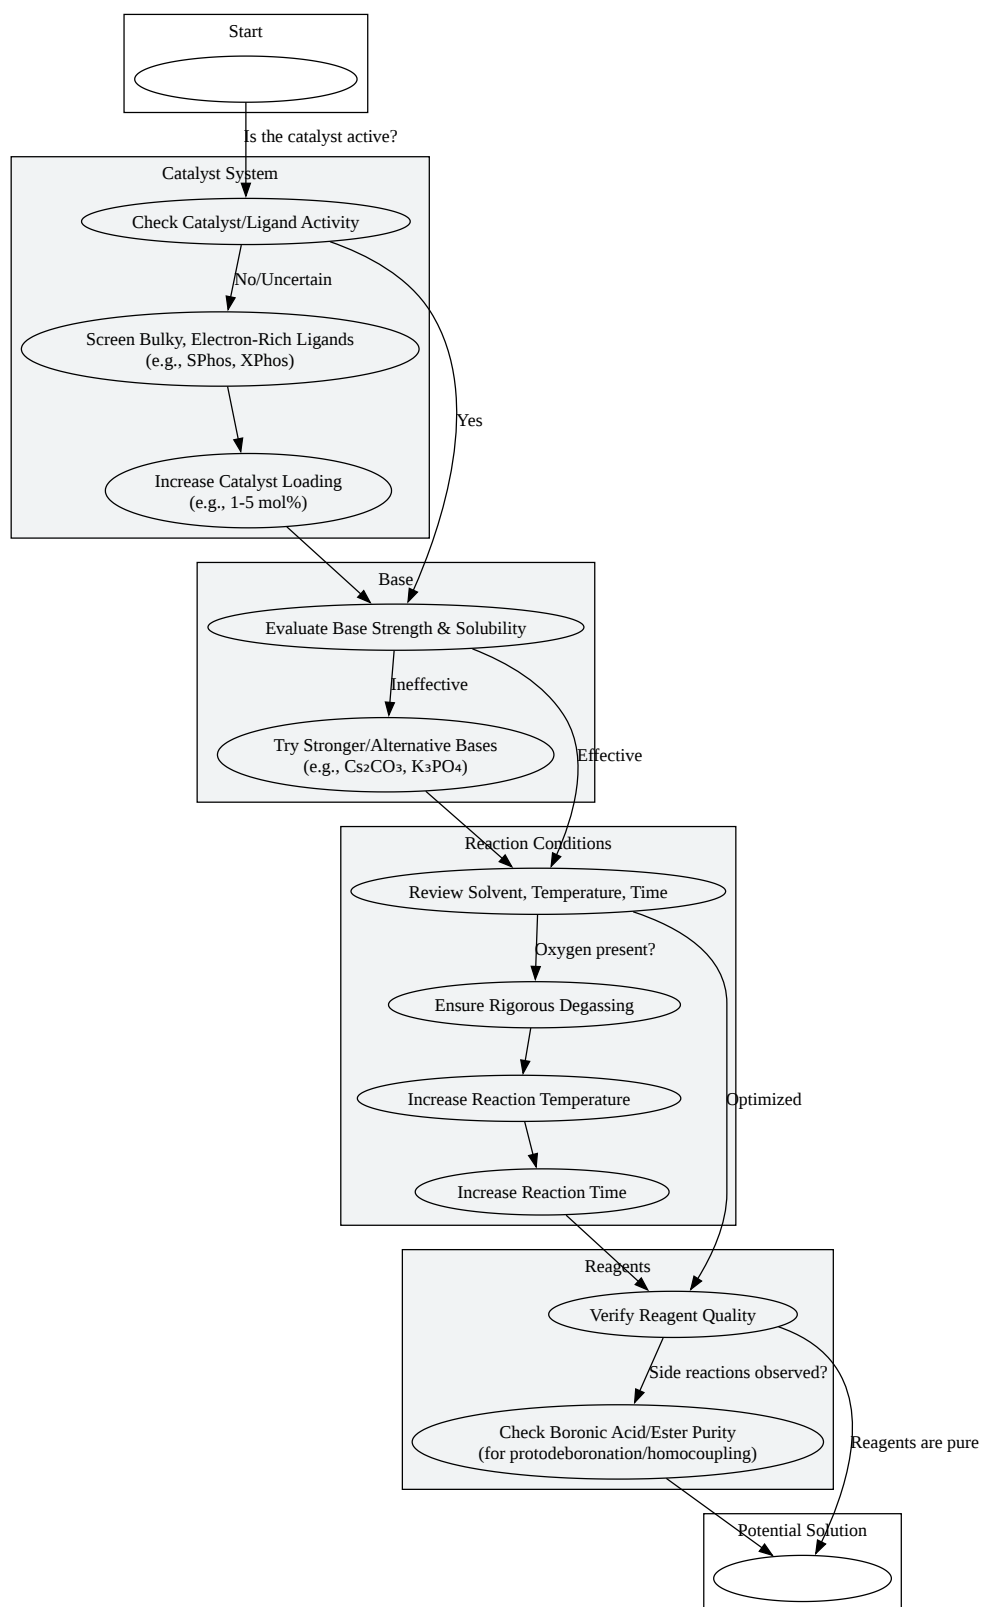 Start
Is the catalyst active?
Catalyst System
Check Catalyst/Ligand Activity
No/Uncertain
Screen Bulky, Electron-Rich Ligands
(e.g., SPhos, XPhos)
Yes
Increase Catalyst Loading
(e.g., 1-5 mol%)
Base
Evaluate Base Strength & Solubility
Ineffective
Try Stronger/Alternative Bases
(e.g., Cs₂CO₃, K₃PO₄)
Effective
Reaction Conditions
Review Solvent, Temperature, Time
Oxygen present?
Ensure Rigorous Degassing
Increase Reaction Temperature
Optimized
Increase Reaction Time
Reagents
Verify Reagent Quality
Side reactions observed?
Check Boronic Acid/Ester Purity
(for protodeboronation/homocoupling)
Reagents are pure
Potential Solution